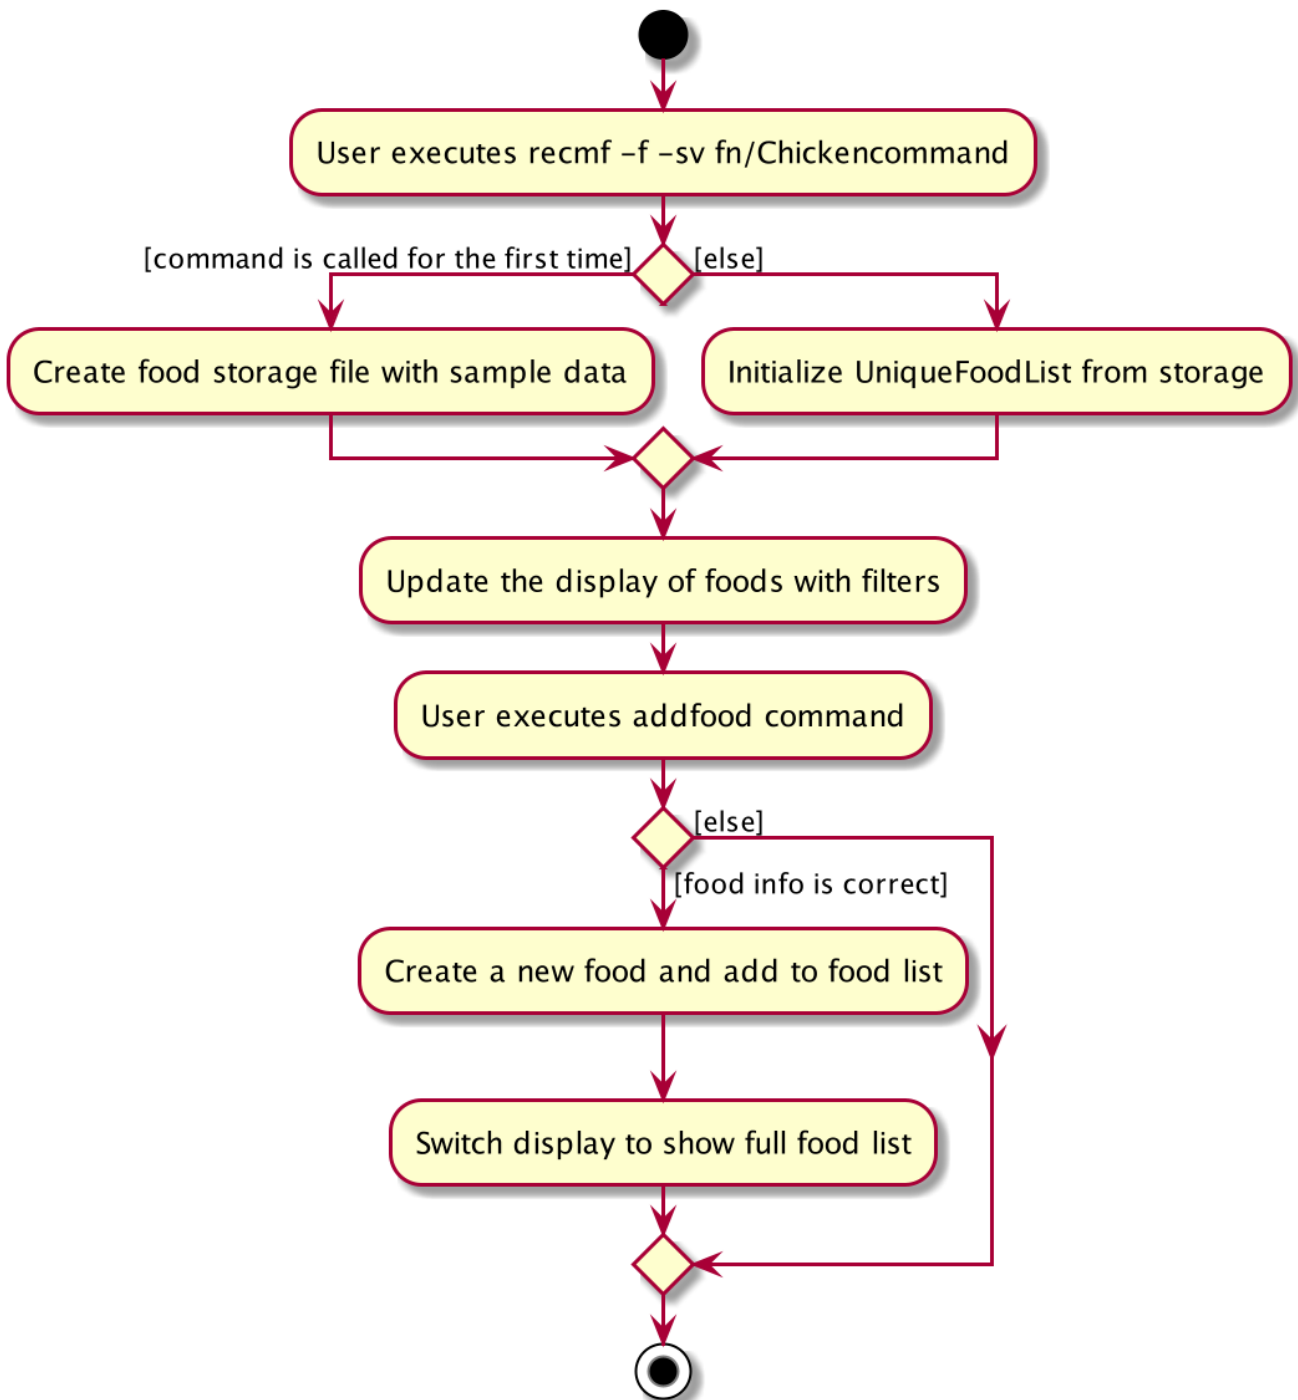 User executes recmf -f -sv fn/Chickencommand
[command is called for the first time]
[else]
Create food storage file with sample data
Initialize UniqueFoodList from storage
Update the display of foods with filters
User executes addfood command
[else]
[food info is correct]
Create a new food and add to food list
Switch display to show full food list